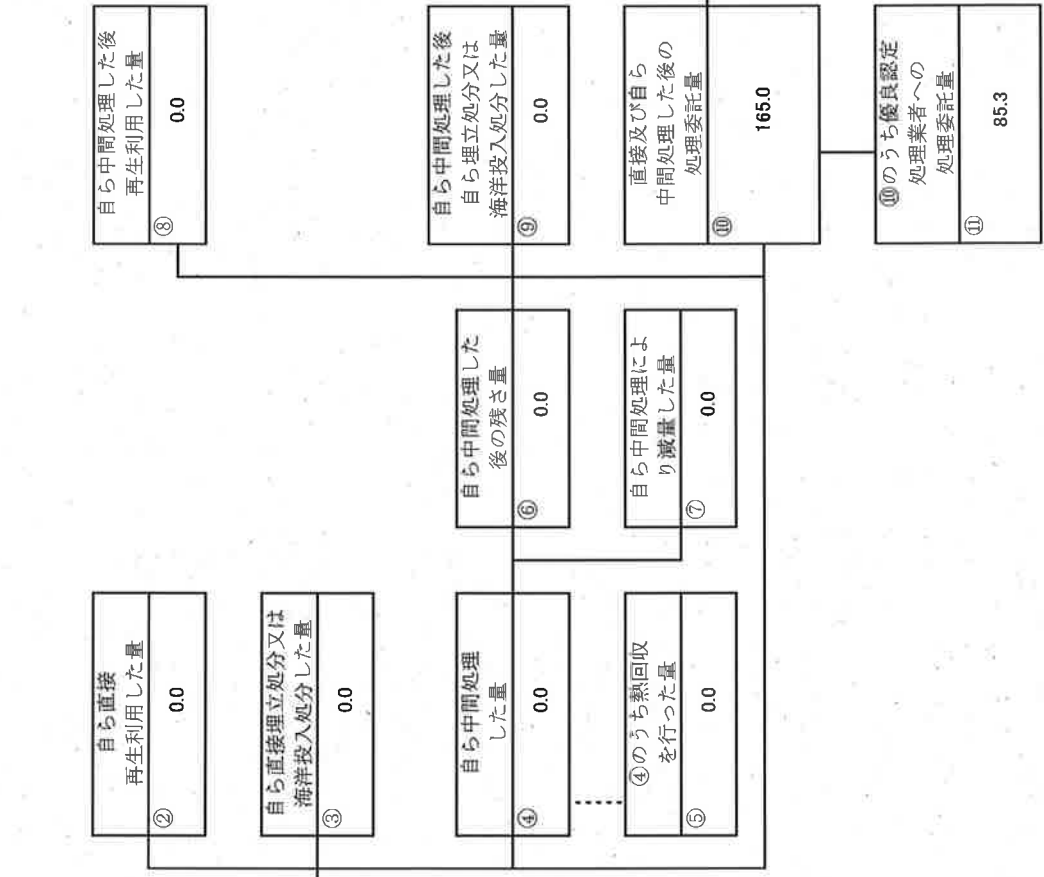 自ら直接
再生利用した量
②
0.0
自ら直接埋立処分又は
海洋投入処分した量
③
0.0
自ら中間処理
した量
④
0.0
④のうち熱回収
を行った量
⑤
0.0
自ら中間処理した
後の残さ量
⑥
0.0
自ら中間処理によ
り減量した量
⑦
0.0
自ら中間処理した後
再生利用した量
⑧
0.0
自ら中間処理した後
自ら埋立処分又は
海洋投入処分した量
⑨
0.0
直接及び自ら
中間処理した後の
処理委託量
⑩
165.0
⑩のうち優良認定
処理業者への
処理委託量
⑪
85.3